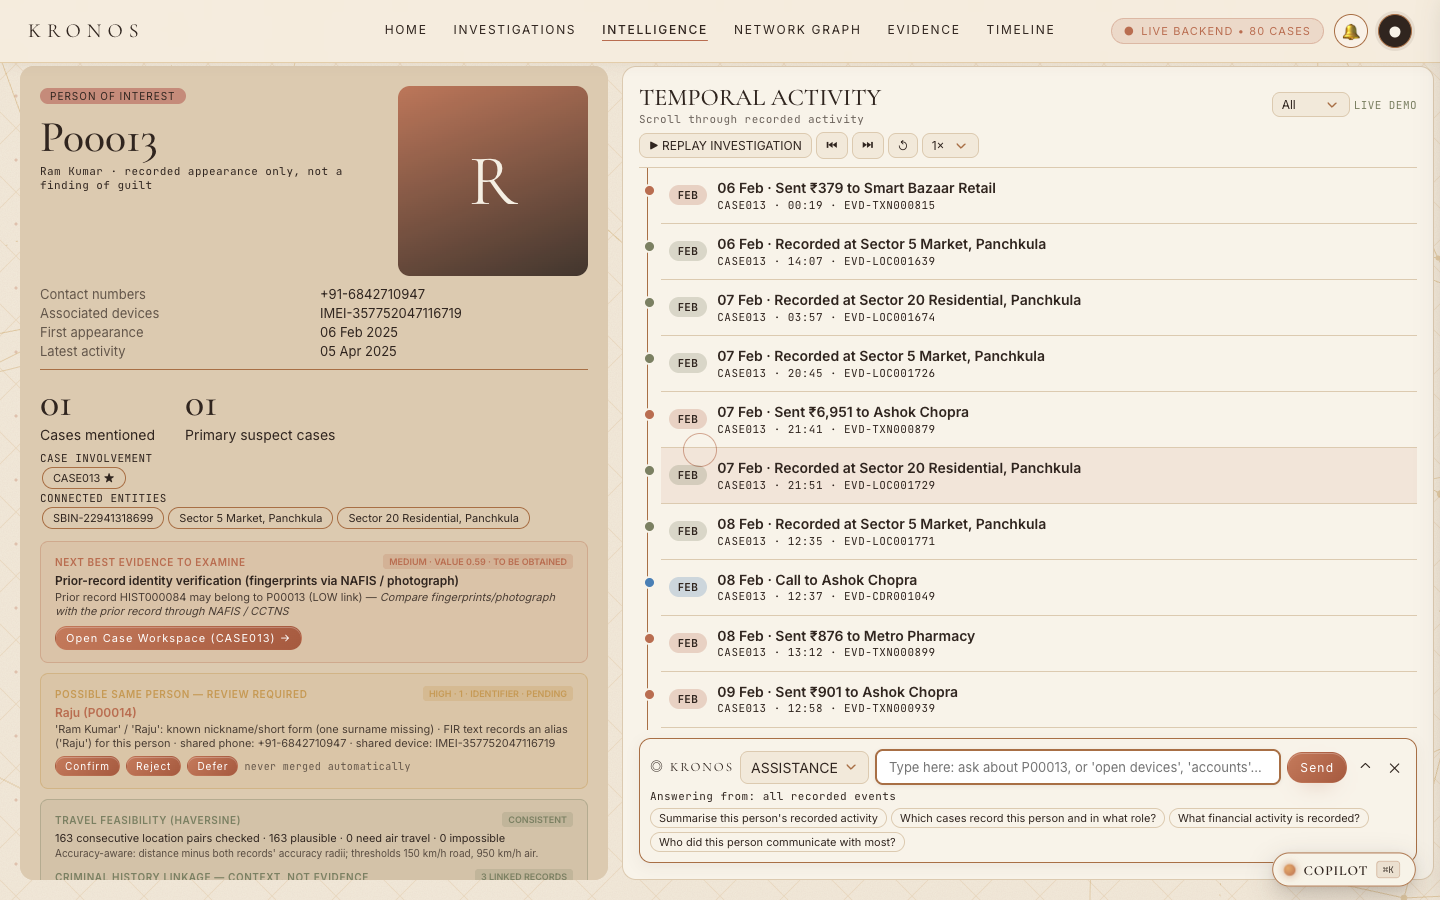 KRONOS
HOME INVESTIGATIONS INTELLIGENCE NETWORK GRAPH EVIDENCE TIMELINE
LIVE BACKEND • 80 CASES
PERSON OF INTEREST
P00013
Ram Kumar · recorded appearance only, not a
finding of guilt
R
Contact numbers +91-6842710947
Associated devices IMEI-357752047116719
First appearance 06 Feb 2025
Latest activity 05 Apr 2025
01 01
Cases mentioned Primary suspect cases
CASE INVOLVEMENT
CASE013 ★
CONNECTED ENTITIES
SBIN-22941318699 Sector 5 Market, Panchkula Sector 20 Residential, Panchkula
NEXT BEST EVIDENCE TO EXAMINE MEDIUM · VALUE 0.59 · TO BE OBTAINED
Prior-record identity verification (fingerprints via NAFIS / photograph)
Prior record HIST000084 may belong to P00013 (LOW link) — Compare fingerprints/photograph
with the prior record through NAFIS / CCTNS
Open Case Workspace (CASE013) →
POSSIBLE SAME PERSON — REVIEW REQUIRED HIGH · 1 · IDENTIFIER · PENDING
Raju (P00014)
'Ram Kumar' / 'Raju': known nickname/short form (one surname missing) · FIR text records an alias
('Raju') for this person · shared phone: +91-6842710947 · shared device: IMEI-357752047116719
Confirm Reject Defer never merged automatically
TRAVEL FEASIBILITY (HAVERSINE) CONSISTENT
163 consecutive location pairs checked · 163 plausible · 0 need air travel · 0 impossible
Accuracy-aware: distance minus both records' accuracy radii; thresholds 150 km/h road, 950 km/h air.
CRIMINAL HISTORY LINKAGE — CONTEXT, NOT EVIDENCE 3 LINKED RECORDS
TEMPORAL ACTIVITY
Scroll through recorded activity
All LIVE DEMO
▶ REPLAY INVESTIGATION ⏮ ⏭ ↺ 1×
FEB 06 Feb · Sent ₹379 to Smart Bazaar Retail
CASE013 · 00:19 · EVD-TXN000815
FEB 06 Feb · Recorded at Sector 5 Market, Panchkula
CASE013 · 14:07 · EVD-LOC001639
FEB 07 Feb · Recorded at Sector 20 Residential, Panchkula
CASE013 · 03:57 · EVD-LOC001674
FEB 07 Feb · Recorded at Sector 5 Market, Panchkula
CASE013 · 20:45 · EVD-LOC001726
FEB 07 Feb · Sent ₹6,951 to Ashok Chopra
CASE013 · 21:41 · EVD-TXN000879
FEB 07 Feb · Recorded at Sector 20 Residential, Panchkula
CASE013 · 21:51 · EVD-LOC001729
FEB 08 Feb · Recorded at Sector 5 Market, Panchkula
CASE013 · 12:35 · EVD-LOC001771
FEB 08 Feb · Call to Ashok Chopra
CASE013 · 12:37 · EVD-CDR001049
FEB 08 Feb · Sent ₹876 to Metro Pharmacy
CASE013 · 13:12 · EVD-TXN000899
FEB 09 Feb · Sent ₹901 to Ashok Chopra
CASE013 · 12:58 · EVD-TXN000939
KRONOS ASSISTANCE Type here: ask about P00013, or 'open devices', 'accounts'... Send
Answering from: all recorded events
Summarise this person's recorded activity Which cases record this person and in what role? What financial activity is recorded?
Who did this person communicate with most?
COPILOT ⌘K